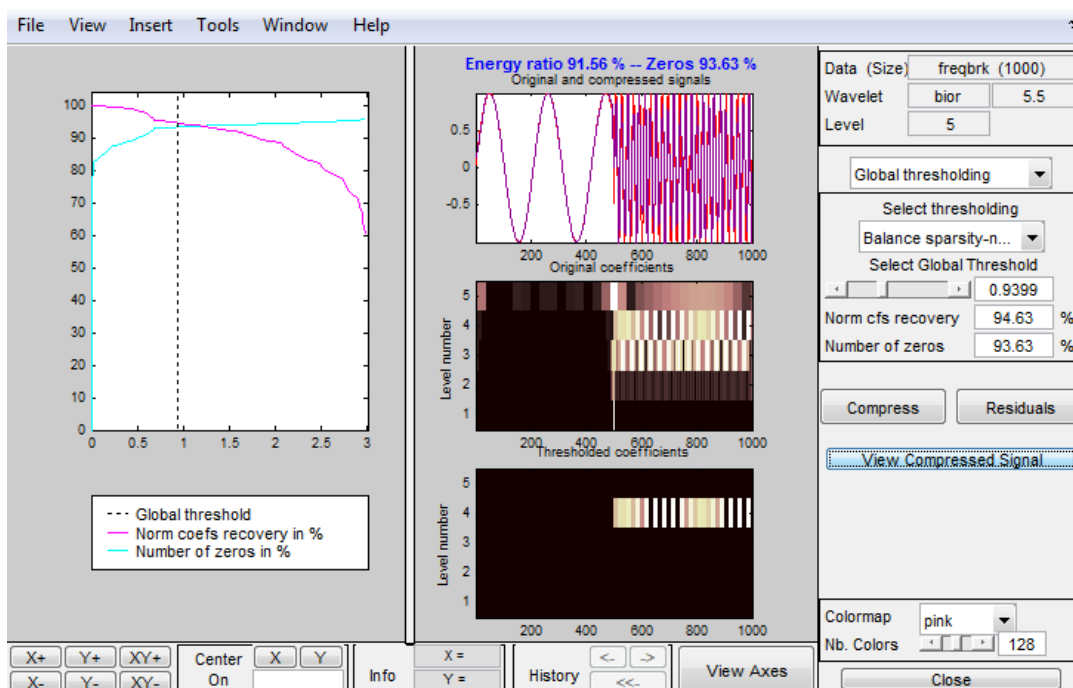 File View Insert Tools Window Help
100
90
80
70
60
50
40
30
20
10
0
0 0.5 1 1.5 2 2.5 3
Global threshold
Norm coefs recovery in %
Number of zeros in %
Energy ratio 91.56 % -- Zeros 93.63 %
Original and compressed signals
0.5
0
-0.5
200 400 600 800 1000
Original coefficients
Level number
5
4
3
2
1
200 400 600 800 1000
Thresholded coefficients
Level number
5
4
3
2
1
200 400 600 800 1000
Data (Size) freqbrk (1000)
Wavelet bior 5.5
Level 5
Global thresholding
Select thresholding
Balance sparsity-n...
Select Global Threshold
0.9399
Norm cfs recovery 94.63 %
Number of zeros 93.63 %
Compress Residuals
View Compressed Signal
Colormap pink
Nb. Colors 128
Close
X+ Y+ XY+
X- Y- XY-
Center
On
X Y
Info
X =
Y =
History
<- ->
<<-
View Axes